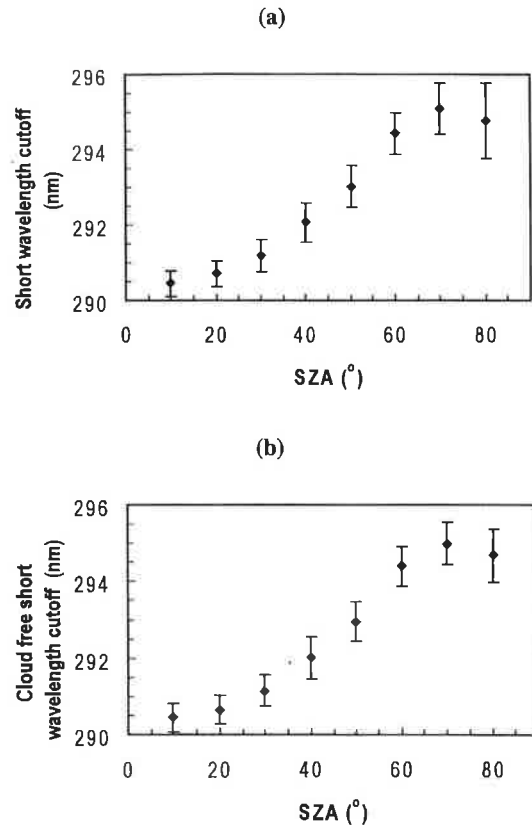 (a)
Short wavelength cutoff
(nm)
296
294
292
290
0 20 40 60 80
SZA (°)
(b)
Cloud free short
wavelength cutoff (nm)
296
294
292
290
0 20 40 60 80
SZA (°)